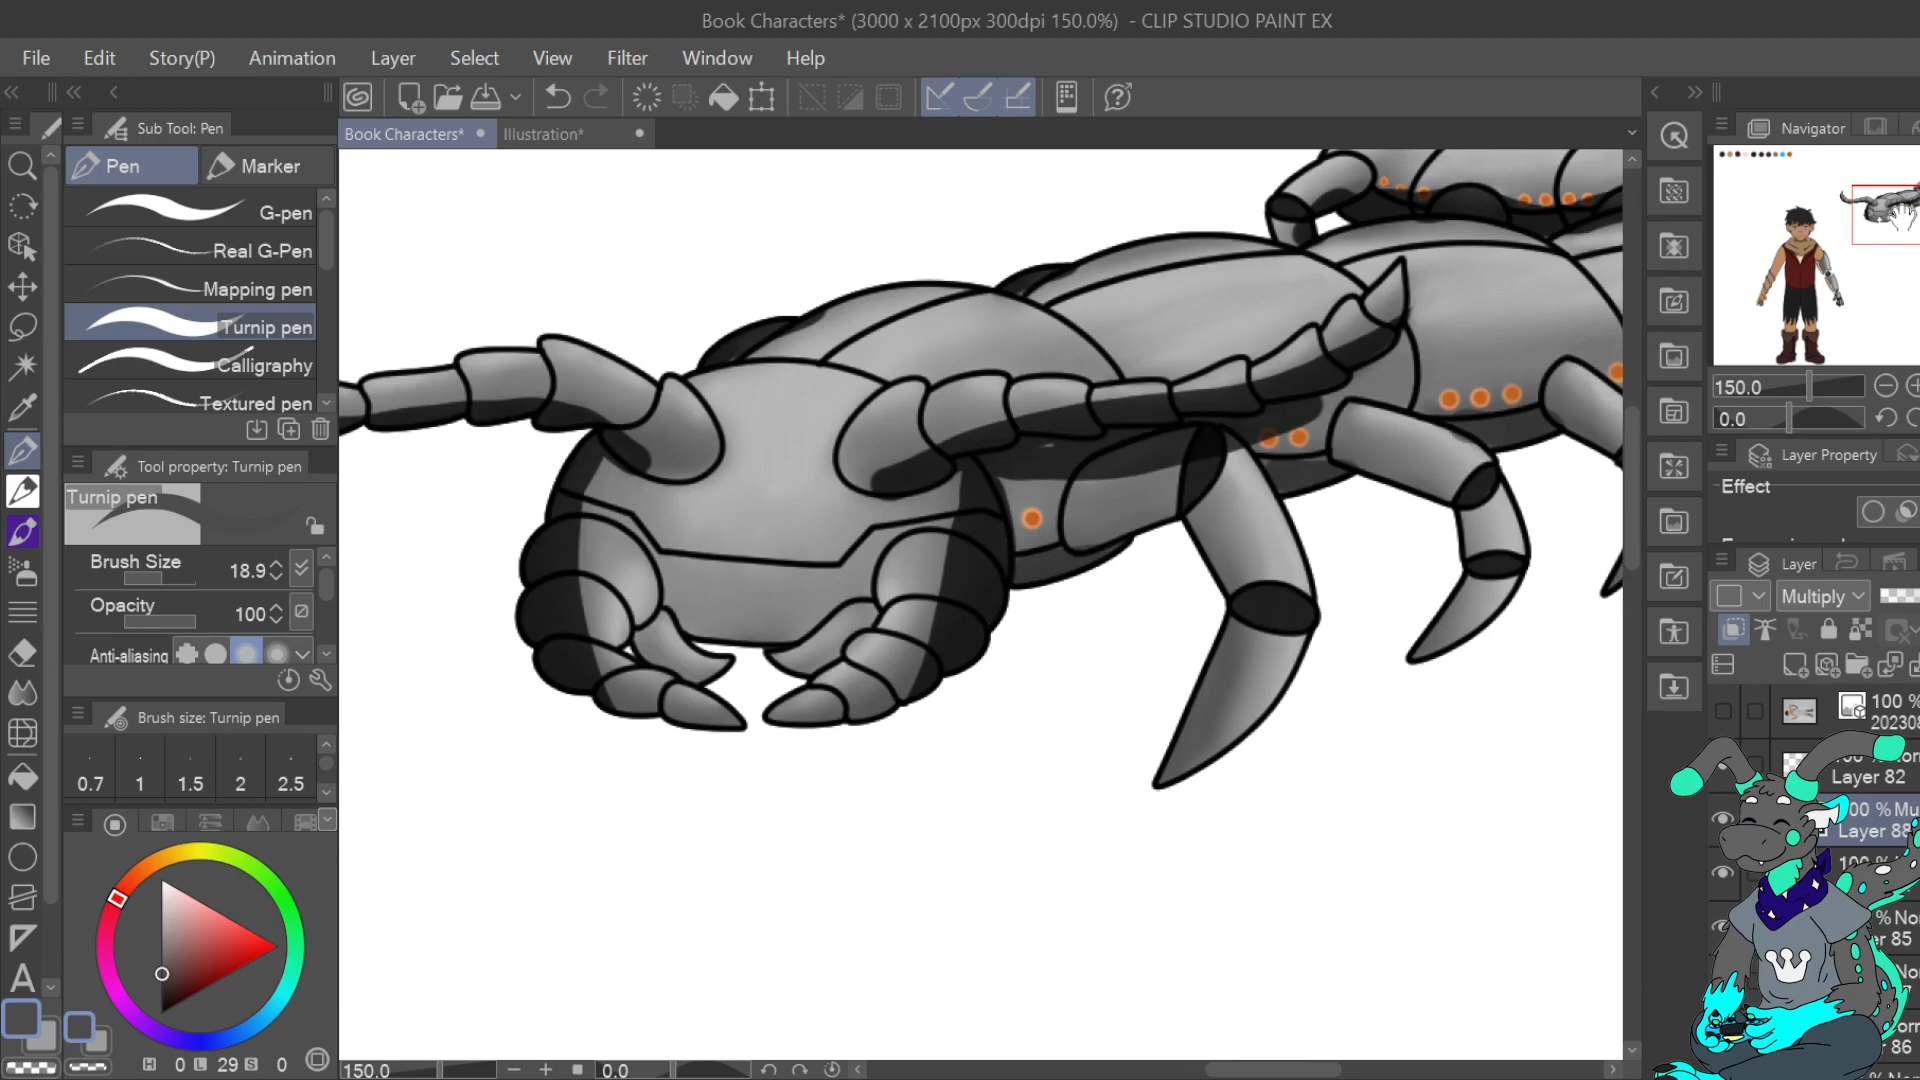 Book Characters* (3000 x 2100px 300dpi 150.0%) - CLIP STUDIO PAINT EX
File Edit Story(P) Animation Layer Select View Filter Window Help
Sub Tool: Pen
Navigator
Book Characters* Illustration*
Pen Marker
G-pen
Real G-Pen
Mapping pen
Turnip pen
Calligraphy
Textured pen
150.0
0.0
Layer Property
Tool property: Turnip pen
Effect
Turnip pen
Brush Size 18.9
Layer
Opacity 100
Multiply
Anti-aliasing
100 %
Brush size: Turnip pen
Layer 82
0.7 1 1.5 2 2.5
Layer 88
H 0 L 29 S 0
150.0 0.0